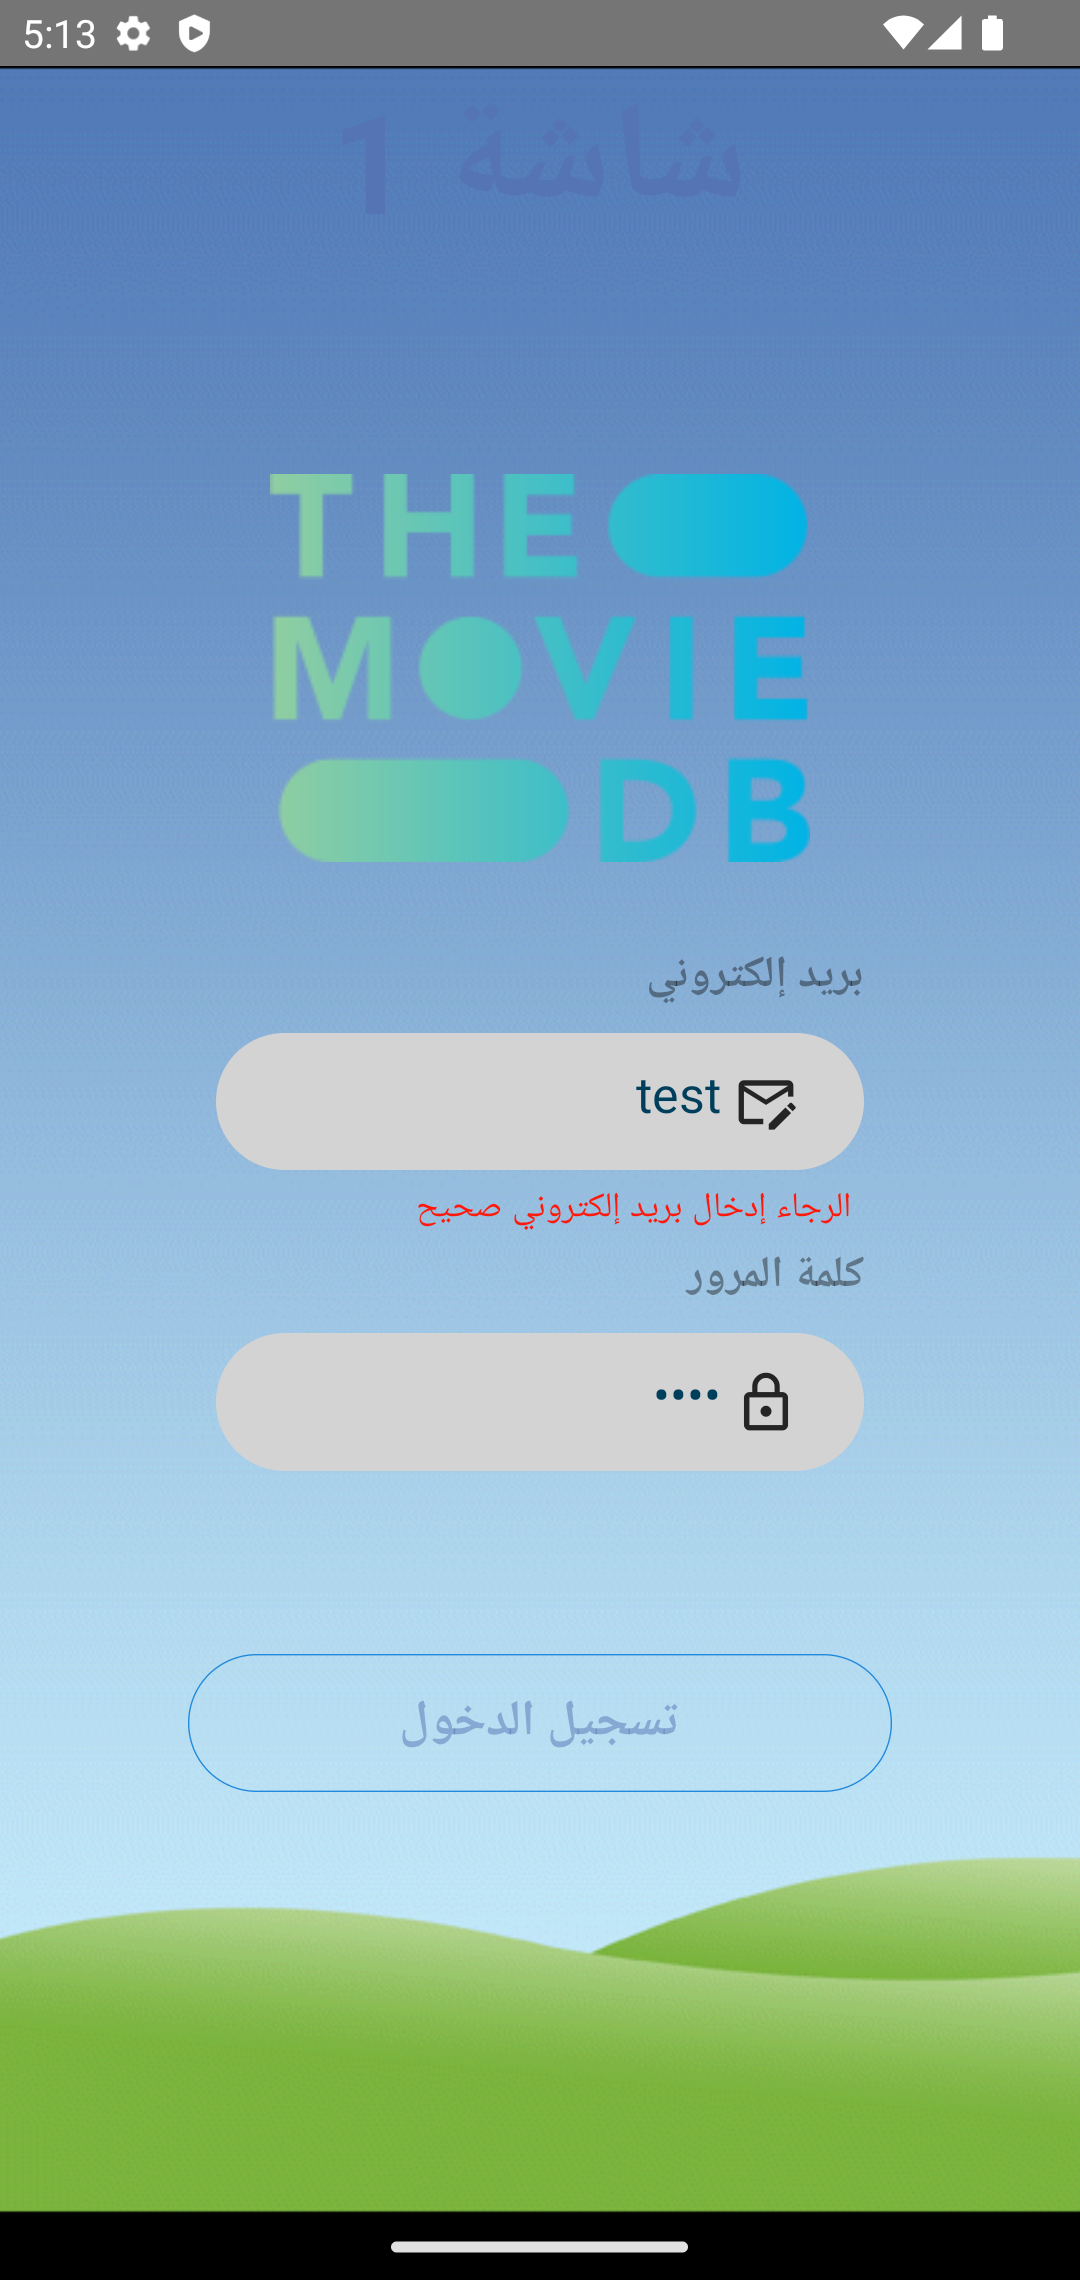 5:13
شاشة 1
THE
MOVIE
DB
بريد إلكتروني
test
الرجاء إدخال بريد إلكتروني صحيح
كلمة المرور
••••
تسجيل الدخول